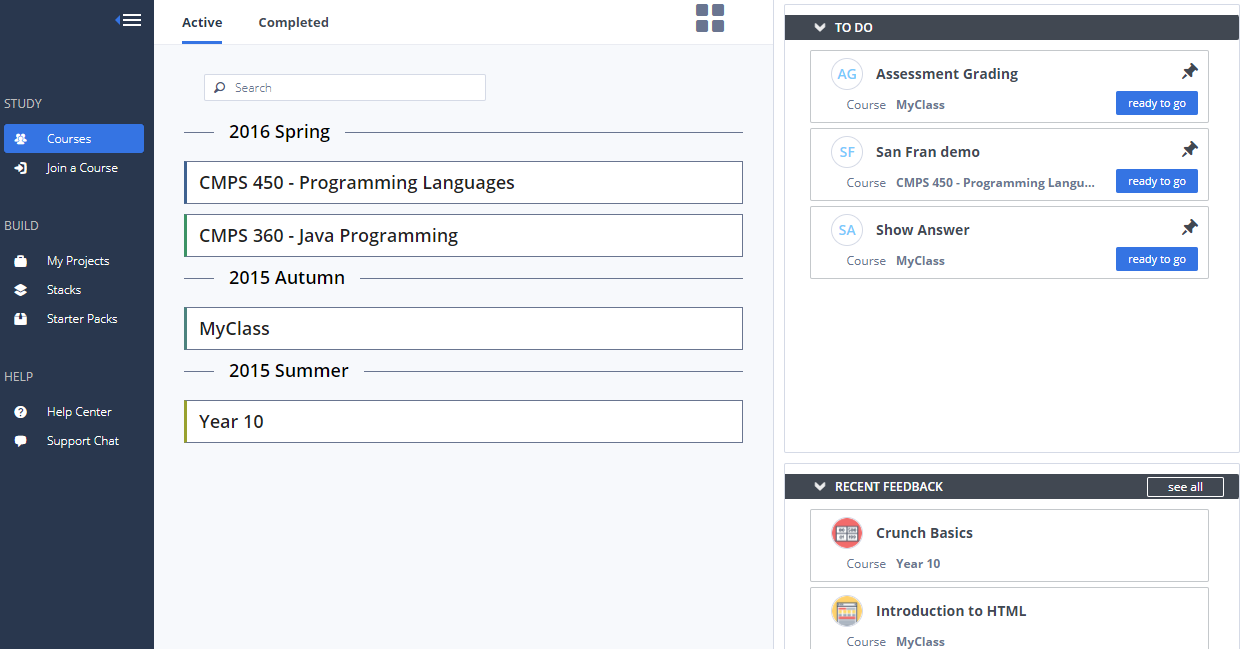 STUDY
Courses
Join a Course
BUILD
My Projects
Stacks
Starter Packs
HELP
Help Center
Support Chat
Active Completed
Search
2016 Spring
CMPS 450 - Programming Languages
CMPS 360 - Java Programming
2015 Autumn
MyClass
2015 Summer
Year 10
TO DO
AG Assessment Grading
Course MyClass ready to go
SF San Fran demo
Course CMPS 450 - Programming Langu... ready to go
SA Show Answer
Course MyClass ready to go
RECENT FEEDBACK see all
Crunch Basics
Course Year 10
Introduction to HTML
Course MyClass